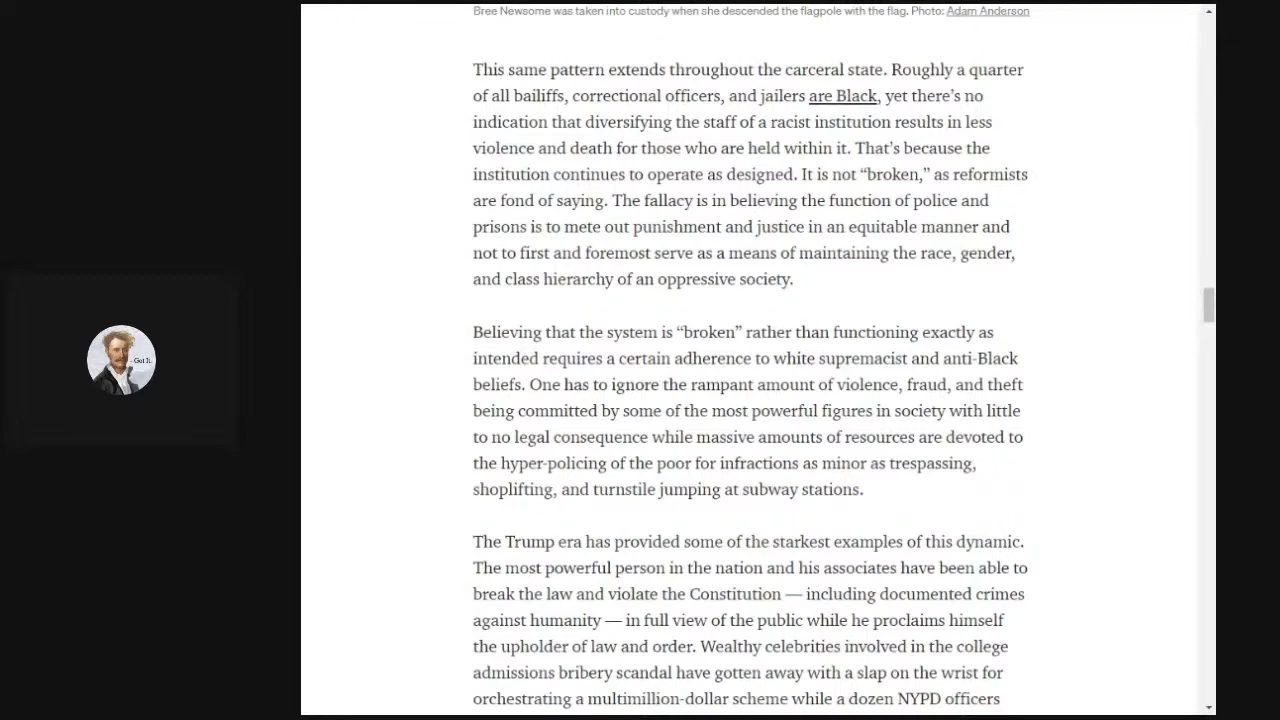 Bree Newsome was taken into custody when she descended the flagpole with the flag. Photo: Adam Anderson
This same pattern extends throughout the carceral state. Roughly a quarter
of all bailiffs, correctional officers, and jailers are Black, yet there’s no
indication that diversifying the staff of a racist institution results in less
violence and death for those who are held within it. That’s because the
institution continues to operate as designed. It is not “broken,” as reformists
are fond of saying. The fallacy is in believing the function of police and
prisons is to mete out punishment and justice in an equitable manner and
not to first and foremost serve as a means of maintaining the race, gender,
and class hierarchy of an oppressive society.
Believing that the system is “broken” rather than functioning exactly as
intended requires a certain adherence to white supremacist and anti-Black
beliefs. One has to ignore the rampant amount of violence, fraud, and theft
being committed by some of the most powerful figures in society with little
to no legal consequence while massive amounts of resources are devoted to
the hyper-policing of the poor for infractions as minor as trespassing,
shoplifting, and turnstile jumping at subway stations.
- Got It.
The Trump era has provided some of the starkest examples of this dynamic.
The most powerful person in the nation and his associates have been able to
break the law and violate the Constitution — including documented crimes
against humanity — in full view of the public while he proclaims himself
the upholder of law and order. Wealthy celebrities involved in the college
admissions bribery scandal have gotten away with a slap on the wrist for
orchestrating a multimillion-dollar scheme while a dozen NYPD officers